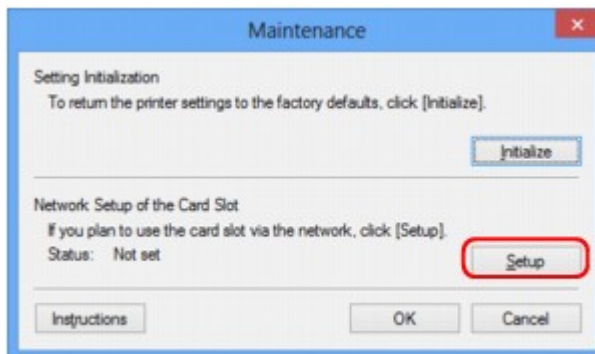 Maintenance
Setting Initialization
To return the printer settings to the factory defaults, click [Initialize].
Initialize
Network Setup of the Card Slot
If you plan to use the card slot via the network, click [Setup].
Status: Not set
Setup
Instructions OK Cancel